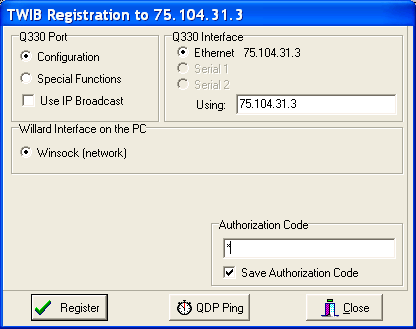 TWIB Registration to 75.104.31.3
Q330 Port
Configuration
Special Functions
Use IP Broadcast
Q330 Interface
Ethernet 75.104.31.3
Serial 1
Serial 2
Using: 75.104.31.3
Willard Interface on the PC
Winsock (network)
Authorization Code
*
Save Authorization Code
Register
QDP Ping
Close